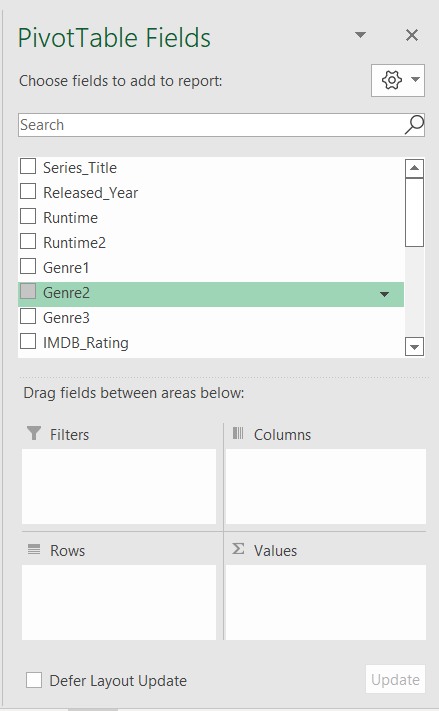 PivotTable Fields
Choose fields to add to report:
Search
Series_Title
Released_Year
Runtime
Runtime2
Genre1
Genre2
Genre3
IMDB_Rating
Drag fields between areas below:
Filters
Columns
Rows
Values
Defer Layout Update
Update